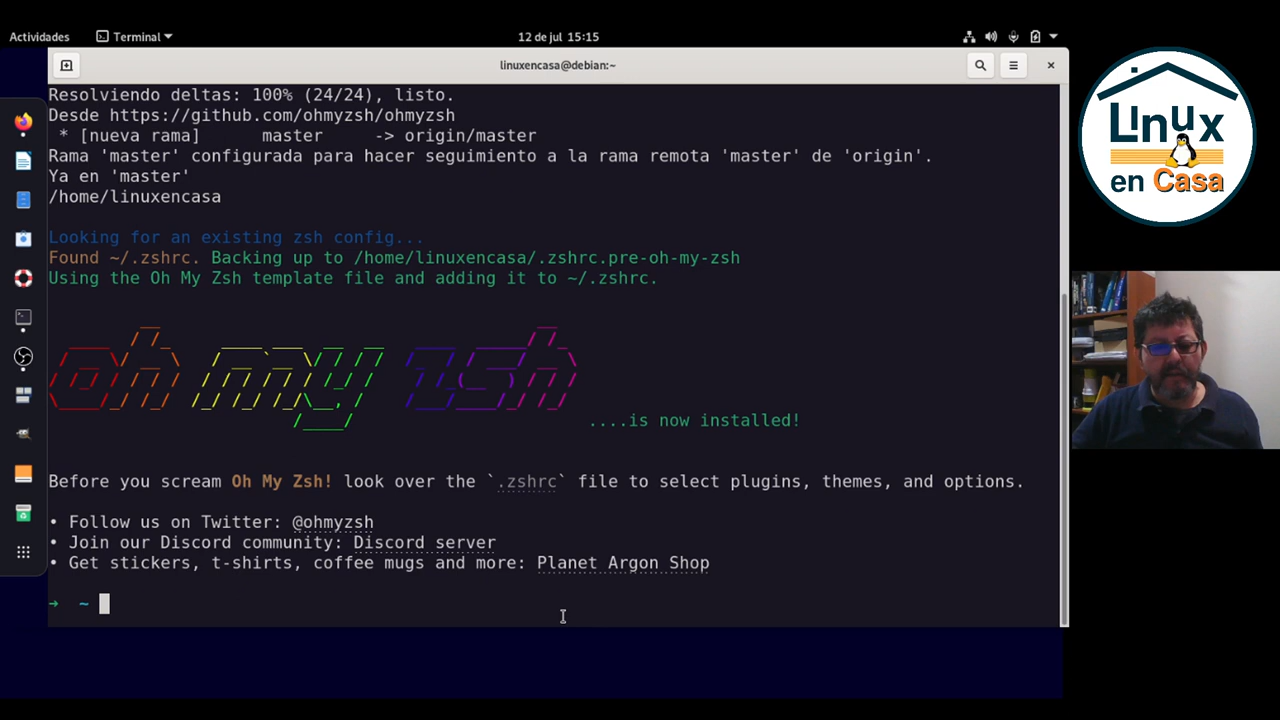 Actividades Terminal 12 de jul 15:15
linuxencasa@debian:~
Resolviendo deltas: 100% (24/24), listo.
Desde https://github.com/ohmyzsh/ohmyzsh
* [nueva rama] master -> origin/master
Rama 'master' configurada para hacer seguimiento a la rama remota 'master' de 'origin'.
Ya en 'master'
/home/linuxencasa
Looking for an existing zsh config...
Found ~/.zshrc. Backing up to /home/linuxencasa/.zshrc.pre-oh-my-zsh
Using the Oh My Zsh template file and adding it to ~/.zshrc.
oh my zsh
....is now installed!
Before you scream Oh My Zsh! look over the `.zshrc` file to select plugins, themes, and options.
• Follow us on Twitter: @ohmyzsh
• Join our Discord community: Discord server
• Get stickers, t-shirts, coffee mugs and more: Planet Argon Shop
➜ ~
Linux
en Casa